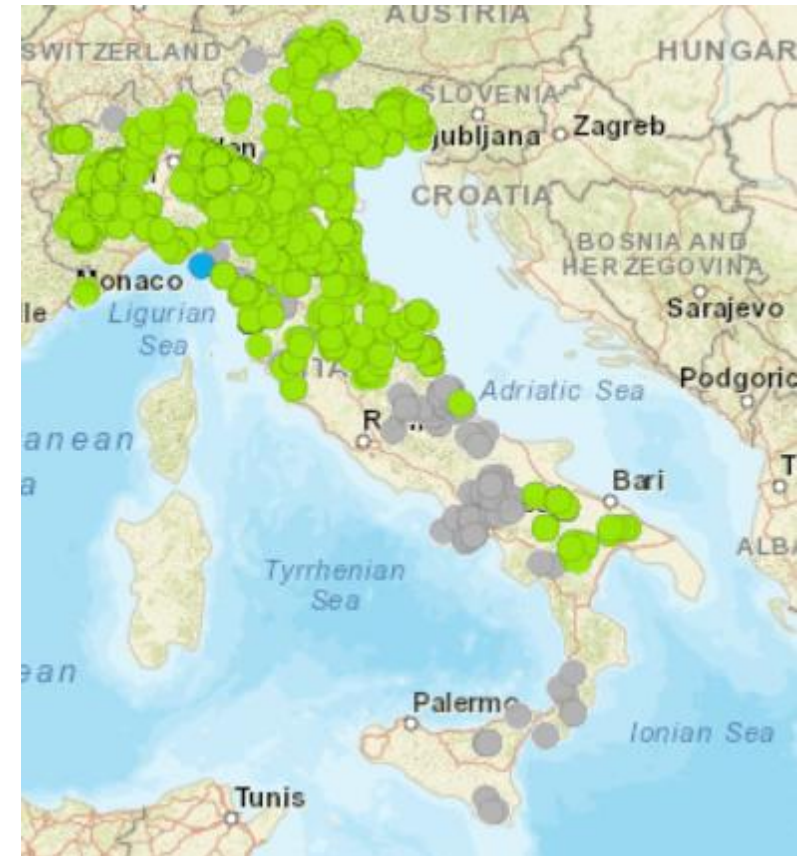 AUSTRIA
SWITZERLAND
HUNGAR
SLOVENIA
jubljana
Zagreb
CROATIA
BOSNIA AND
HERZEGOVINA
Monaco
Sarajevo
Ligurian
Sea
Podgoric
Adriatic Sea
anean
Bari
ALBA
Tyrrhenian
Sea
ean
Palermo
Ionian Sea
Tunis